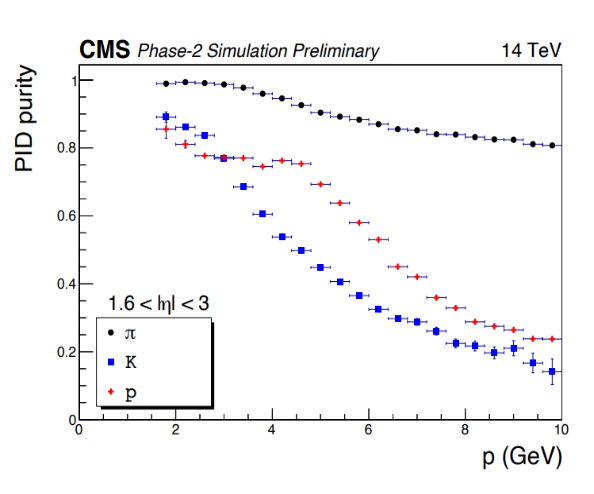 CMS Phase-2 Simulation Preliminary 14 TeV
PID purity
1
0.8
0.6
0.4
0.2
0
1.6 < |η| < 3
π
K
p
2 4 6 8 10
p (GeV)